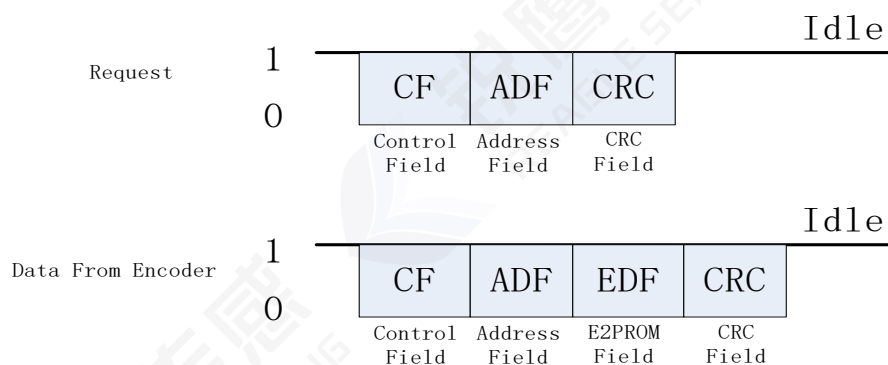 Idle
Request
1
0
CF ADF CRC
Control Address CRC
Field Field Field
Idle
Data From Encoder
1
0
CF ADF EDF CRC
Control Address E2PROM CRC
Field Field Field Field